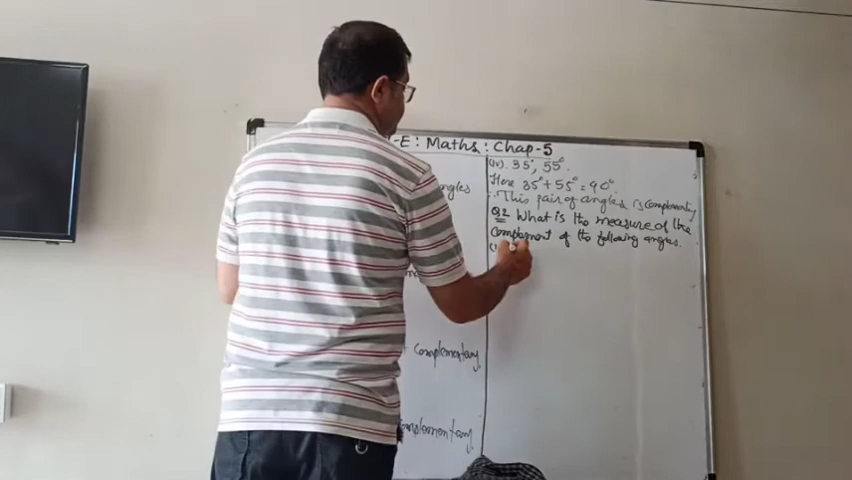 -E : Maths : Chap-5
ngles
Complementary
Complementary
(iv). 35°, 55°.
Here 35° + 55° = 90°
∴ This pair of angles is complementary
Q2 What is the measure of the
complement of the following angles.
(i)